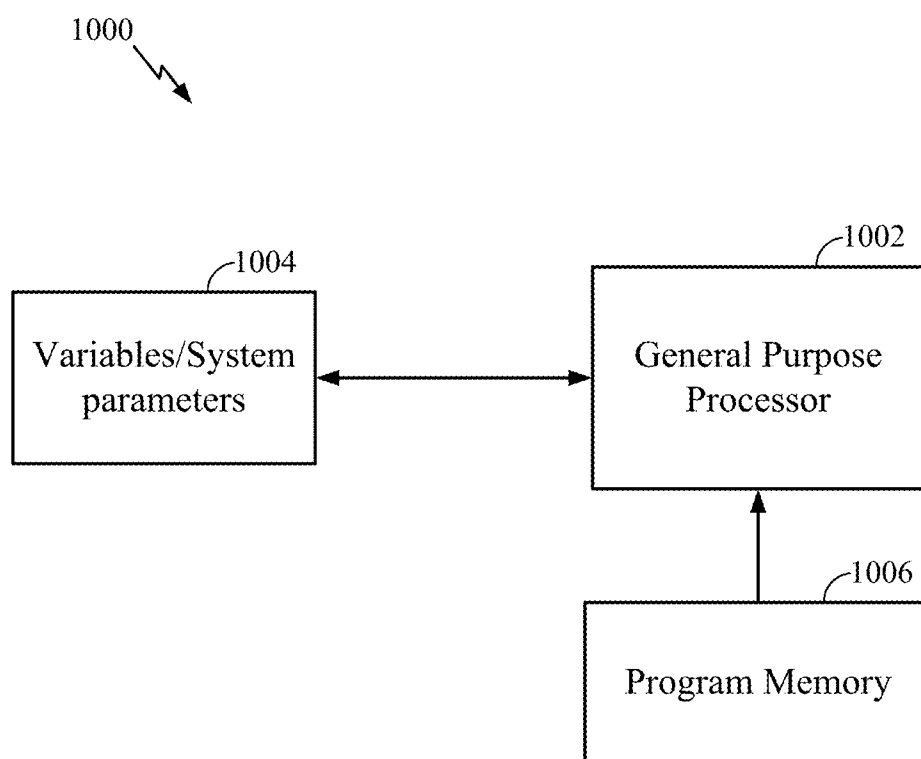 1000
1004
Variables/System
parameters
1002
General Purpose
Processor
1006
Program Memory